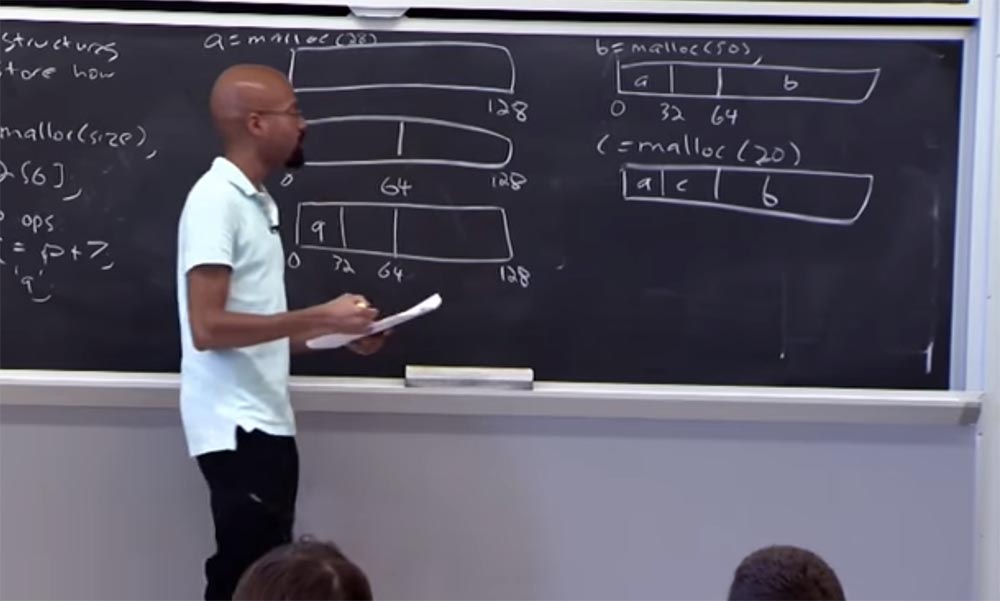 structures
store how
malloc(size),
256],
ops
= p+7,
'q'
a = malloc(28)
128
0 64 128
a
0 32 64 128
b = malloc(50),
a b
0 32 64
c = malloc(20)
a c b